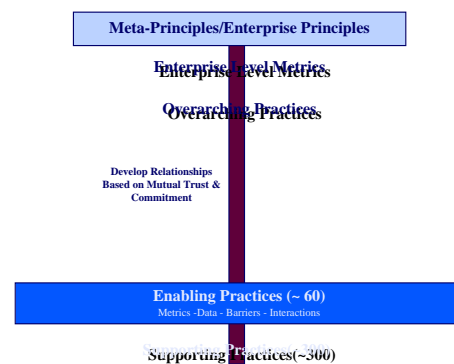 Meta-Principles/Enterprise Principles
Enterprise Level Metrics
Overarching Practices
Develop Relationships
Based on Mutual Trust &
Commitment
Enabling Practices (~ 60)
Metrics -Data - Barriers - Interactions
Supporting Practices(~300)